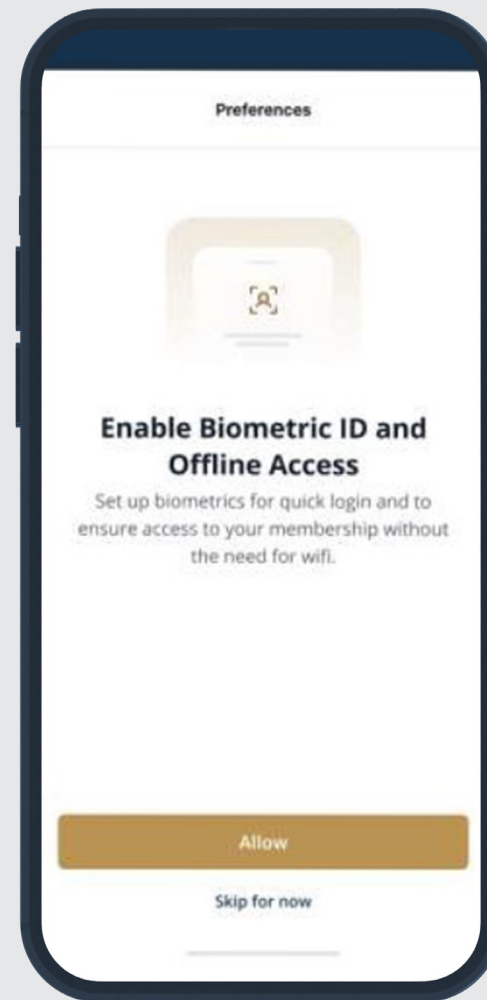 Preferences
Enable Biometric ID and
Offline Access
Set up biometrics for quick login and to
ensure access to your membership without
the need for wifi.
Allow
Skip for now